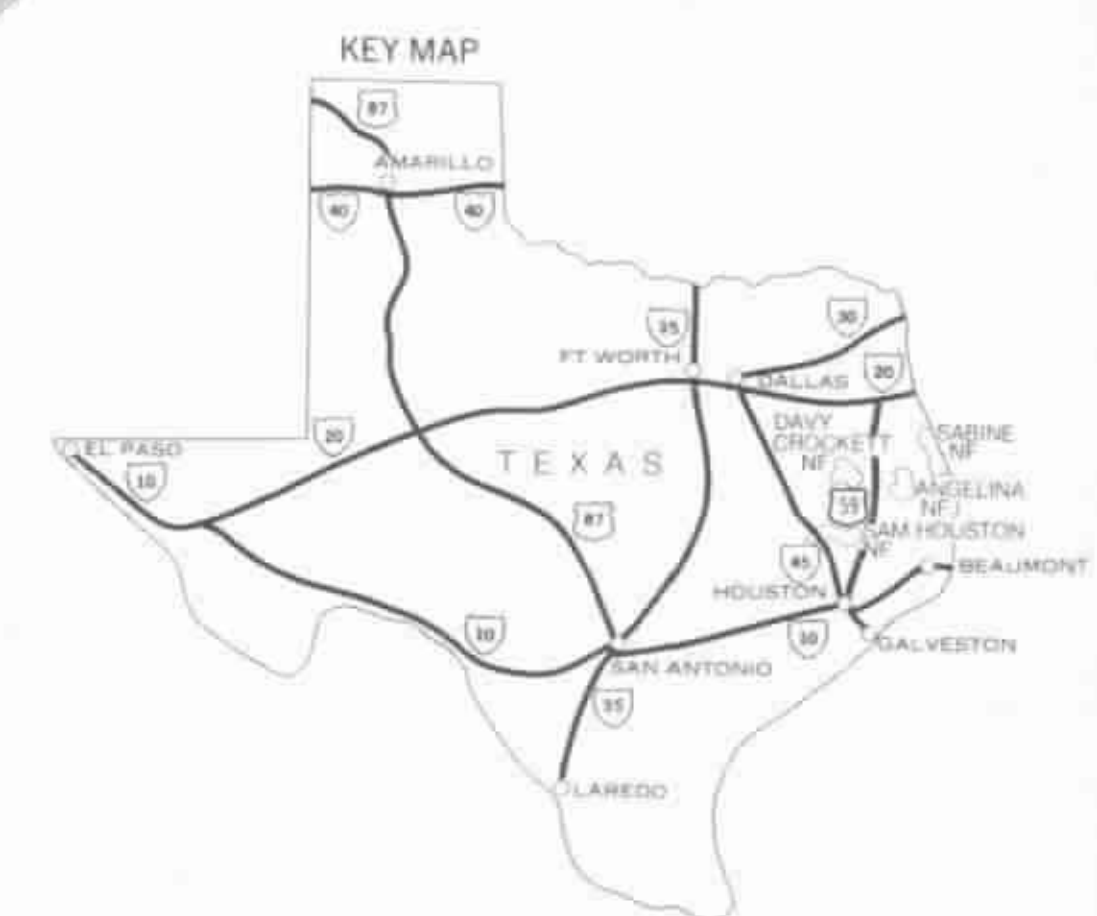 KEY MAP
87
AMARILLO
40
40
35
30
FT WORTH
DALLAS
20
20
EL PASO
10
TEXAS
DAVY
CROCKETT
NF
SABINE
NF
ANGELINA
NF
59
87
SAM HOUSTON
NF
45
BEAUMONT
HOUSTON
10
10
GALVESTON
SAN ANTONIO
35
LAREDO